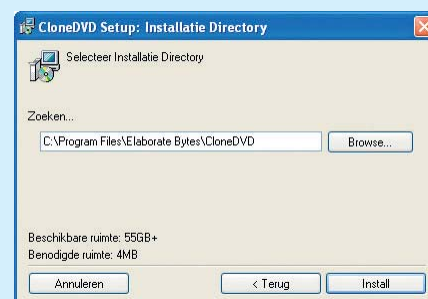 CloneDVD Setup: Installatie Directory
Selecteer Installatie Directory
Zoeken...
C:\Program Files\Elaborate Bytes\CloneDVD
Browse...
Beschikbare ruimte: 55GB+
Benodigde ruimte: 4MB
Annuleren
< Terug
Install